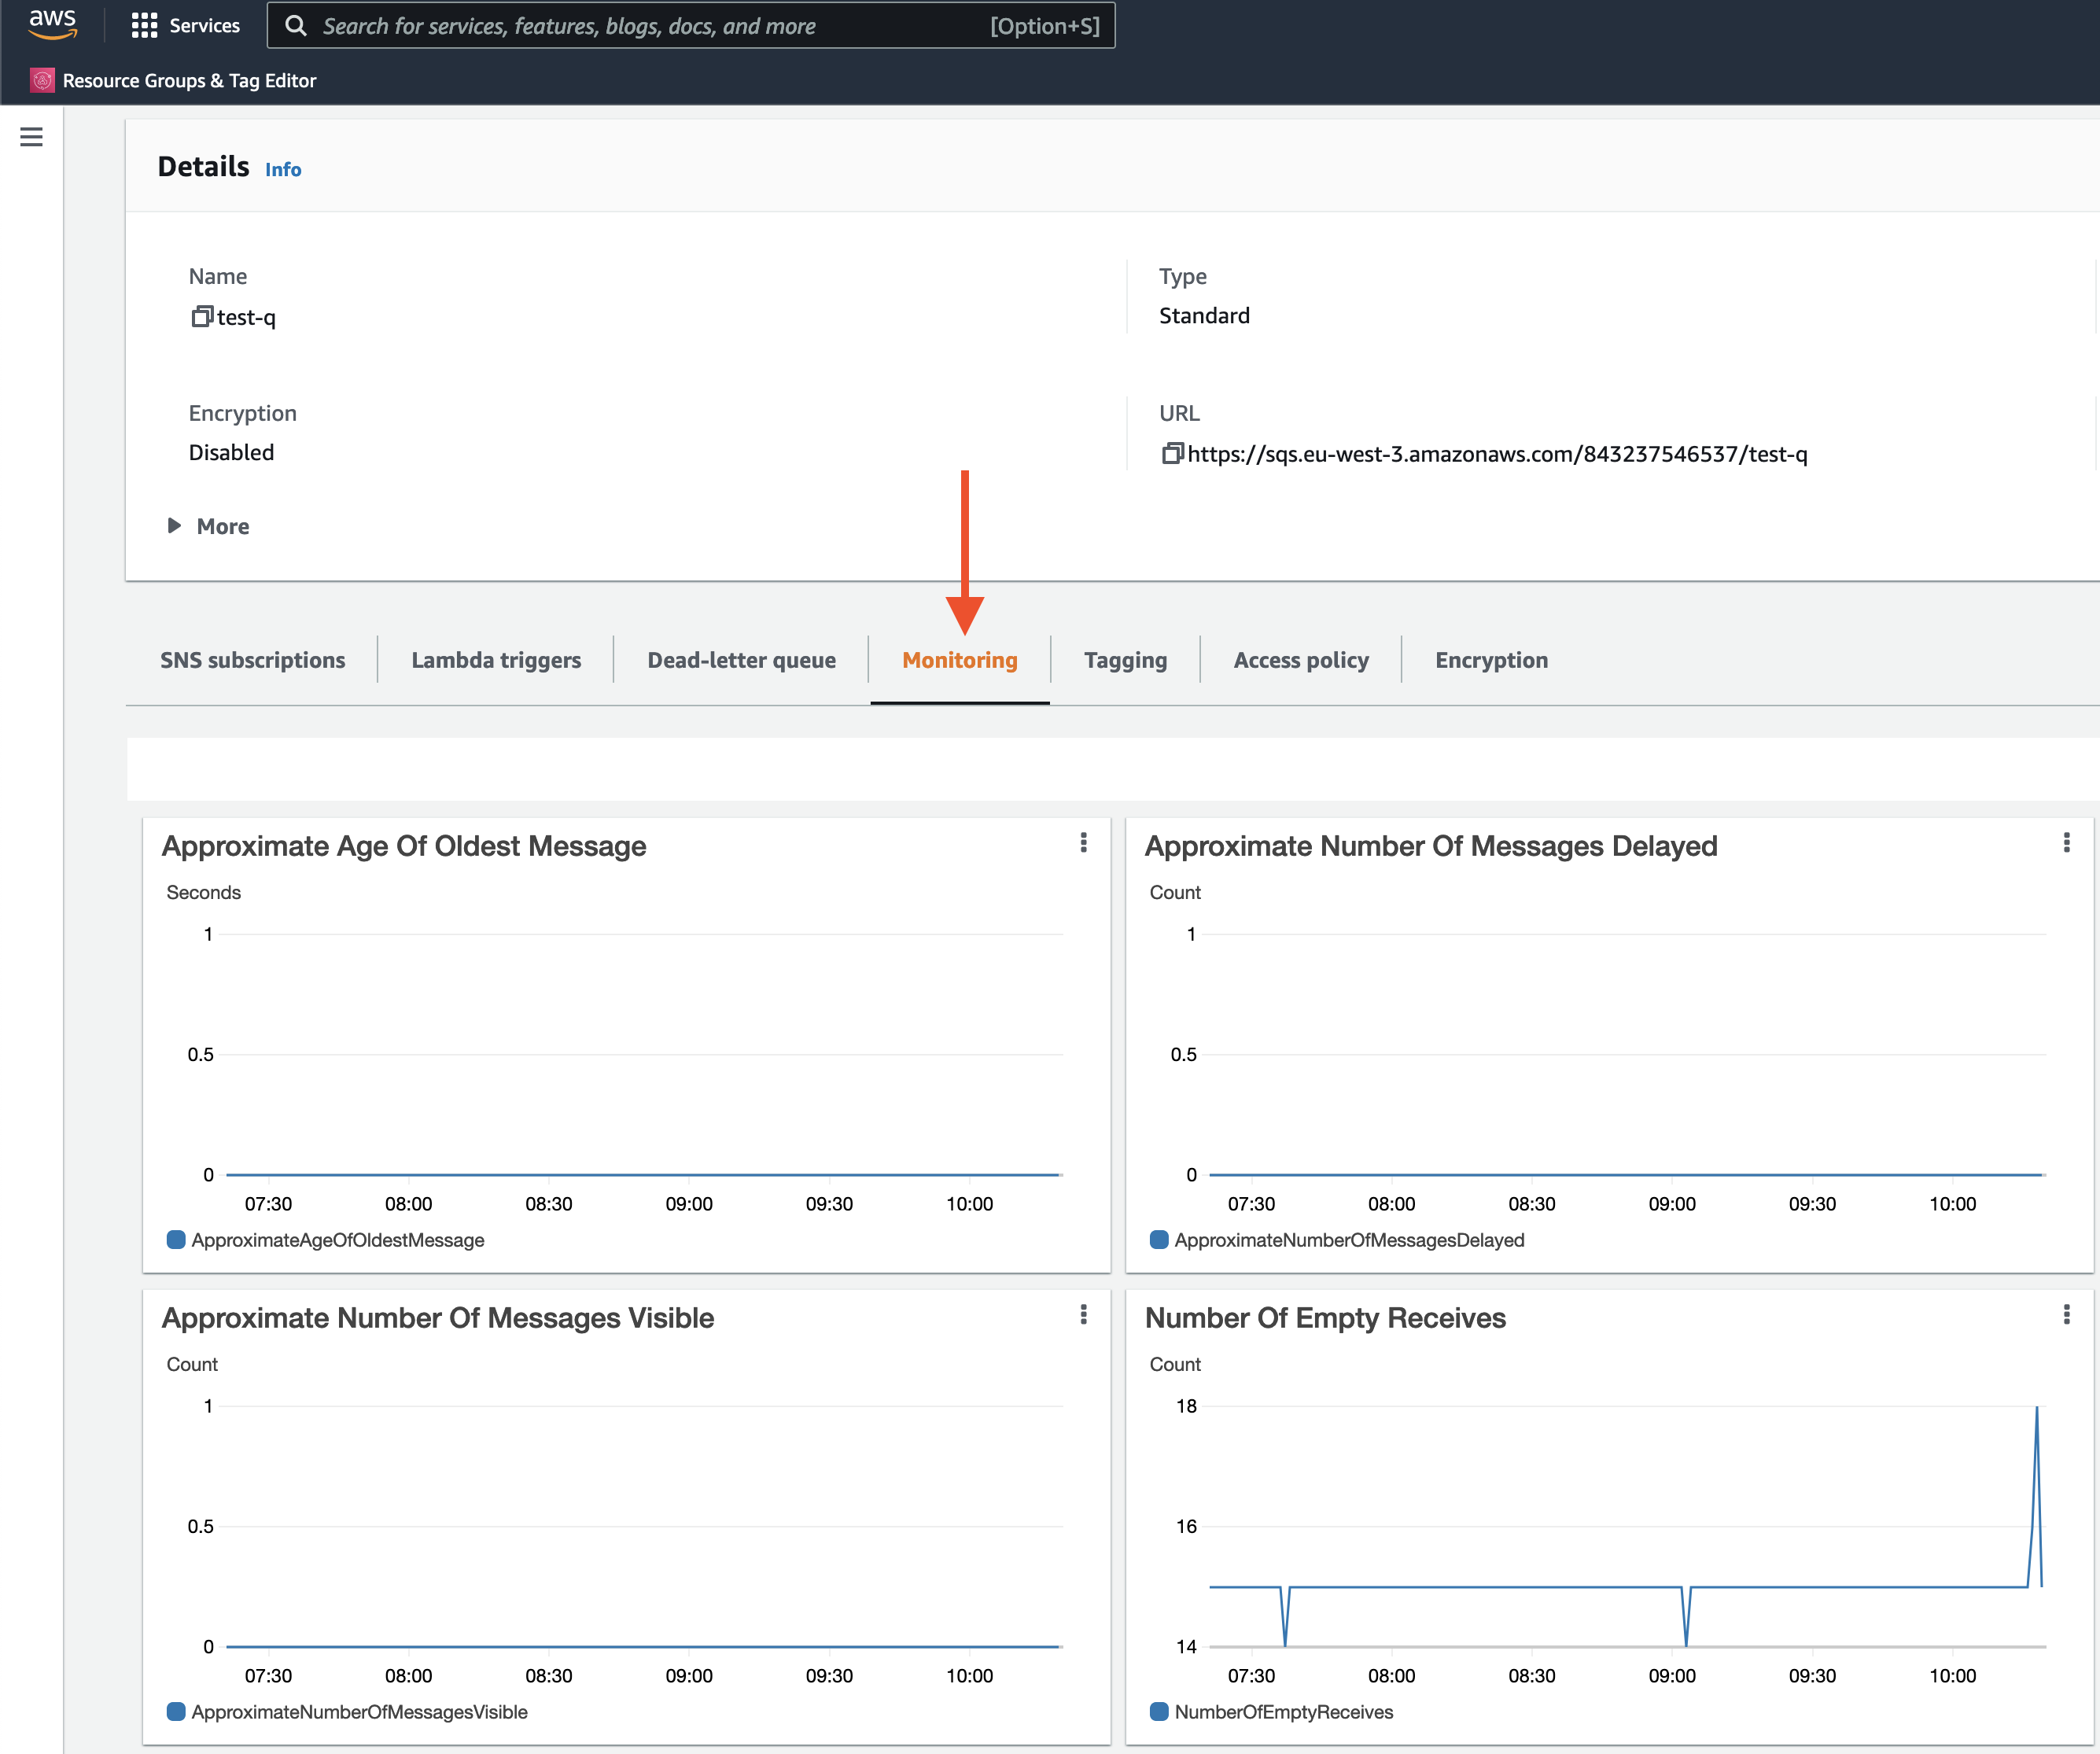 aws Services Search for services, features, blogs, docs, and more [Option+S]
Resource Groups & Tag Editor
Details Info
Name
test-q
Type
Standard
Encryption
Disabled
URL
https://sqs.eu-west-3.amazonaws.com/843237546537/test-q
More
SNS subscriptions Lambda triggers Dead-letter queue Monitoring Tagging Access policy Encryption
Approximate Age Of Oldest Message
Seconds
1
0.5
0
07:30 08:00 08:30 09:00 09:30 10:00
ApproximateAgeOfOldestMessage
Approximate Number Of Messages Delayed
Count
1
0.5
0
07:30 08:00 08:30 09:00 09:30 10:00
ApproximateNumberOfMessagesDelayed
Approximate Number Of Messages Visible
Count
1
0.5
0
07:30 08:00 08:30 09:00 09:30 10:00
ApproximateNumberOfMessagesVisible
Number Of Empty Receives
Count
18
16
14
07:30 08:00 08:30 09:00 09:30 10:00
NumberOfEmptyReceives